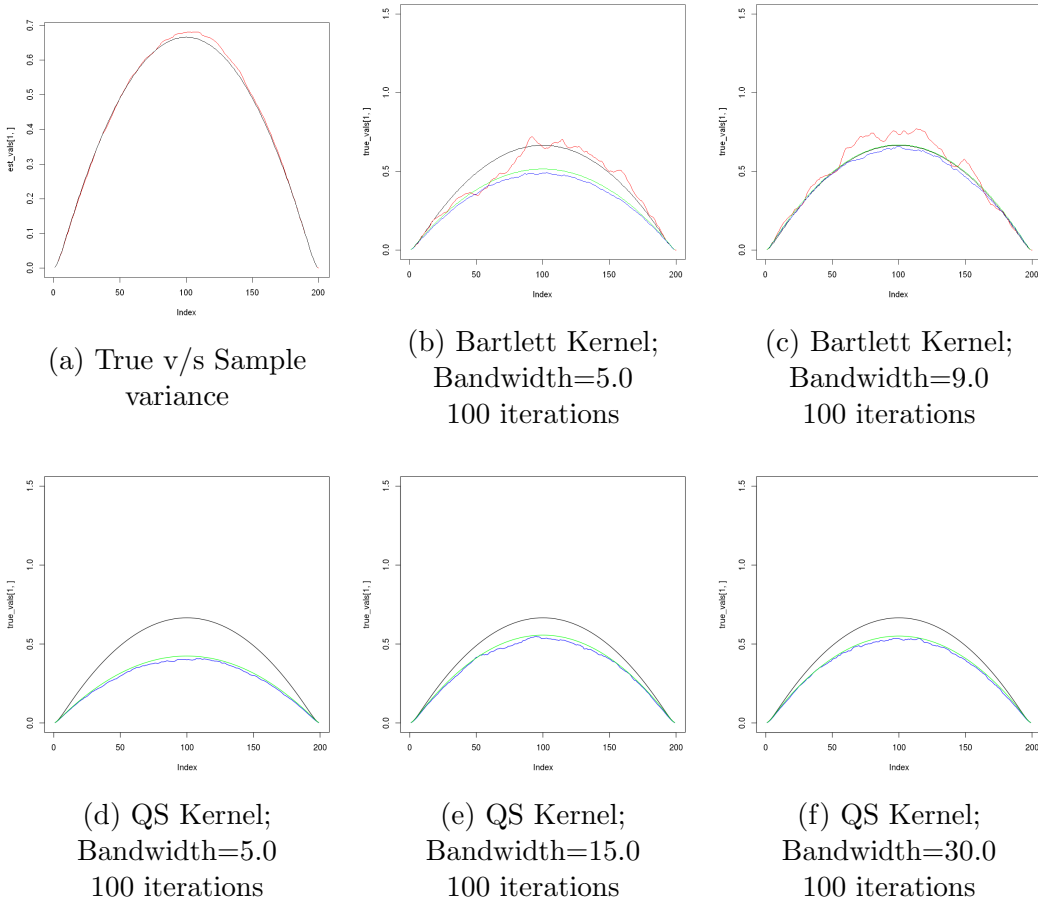 est_vals[1, ]
0.7
0.6
0.5
0.4
0.3
0.2
0.1
0.0
0
50
100
150
200
Index
(a) True v/s Sample
variance
true_vals[1, ]
1.5
1.0
0.5
0.0
0
50
100
150
200
Index
(b) Bartlett Kernel;
Bandwidth=5.0
100 iterations
true_vals[1, ]
1.5
1.0
0.5
0.0
0
50
100
150
200
Index
(c) Bartlett Kernel;
Bandwidth=9.0
100 iterations
true_vals[1, ]
1.5
1.0
0.5
0.0
0
50
100
150
200
Index
(d) QS Kernel;
Bandwidth=5.0
100 iterations
true_vals[1, ]
1.5
1.0
0.5
0.0
0
50
100
150
200
Index
(e) QS Kernel;
Bandwidth=15.0
100 iterations
true_vals[1, ]
1.5
1.0
0.5
0.0
0
50
100
150
200
Index
(f) QS Kernel;
Bandwidth=30.0
100 iterations